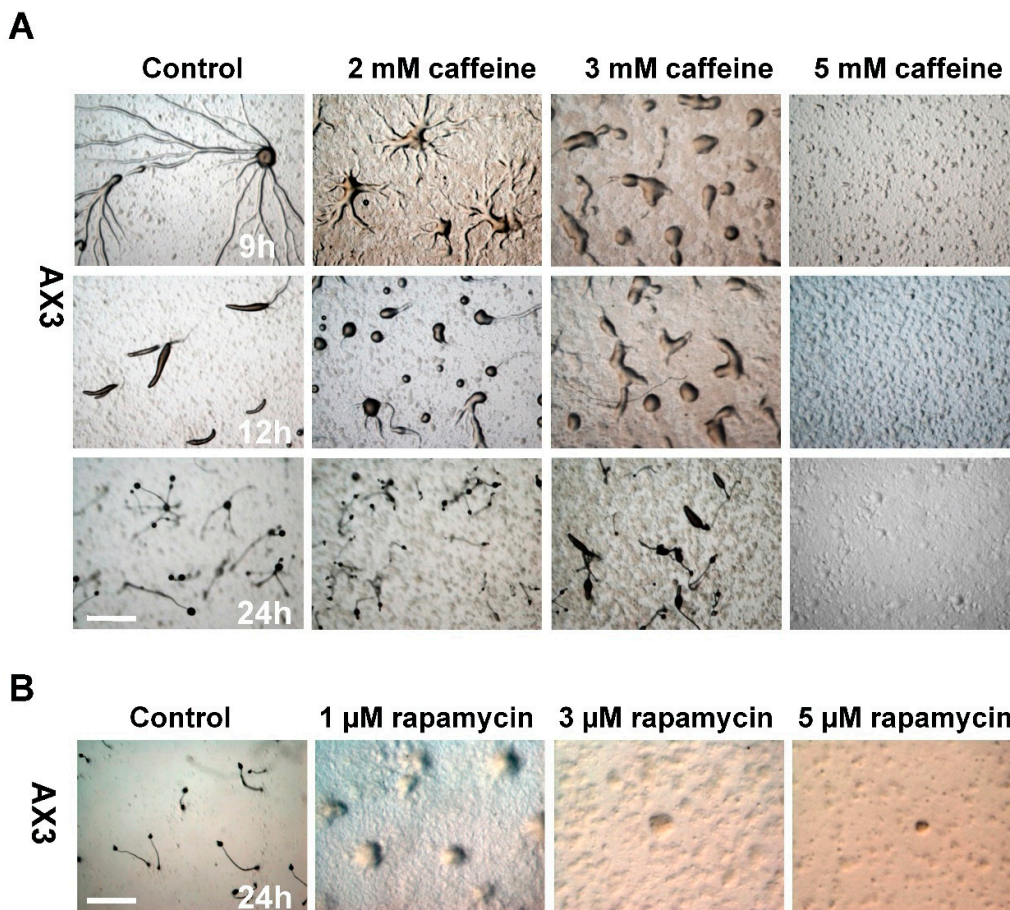 A
Control 2 mM caffeine 3 mM caffeine 5 mM caffeine
AX3
9h
12h
24h
B
Control 1 µM rapamycin 3 µM rapamycin 5 µM rapamycin
AX3
24h